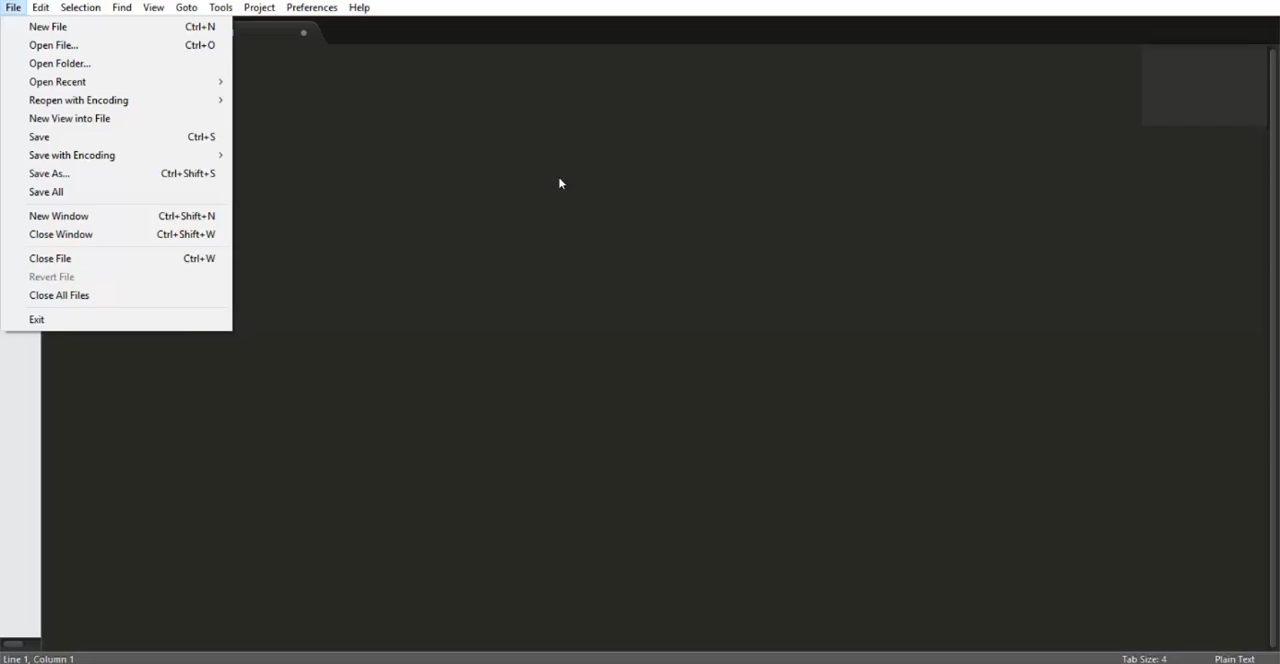 File Edit Selection Find View Goto Tools Project Preferences Help
New File Ctrl+N
Open File... Ctrl+O
Open Folder...
Open Recent
Reopen with Encoding
New View into File
Save Ctrl+S
Save with Encoding
Save As... Ctrl+Shift+S
Save All
New Window Ctrl+Shift+N
Close Window Ctrl+Shift+W
Close File Ctrl+W
Revert File
Close All Files
Exit
Line 1, Column 1 Tab Size: 4 Plain Text